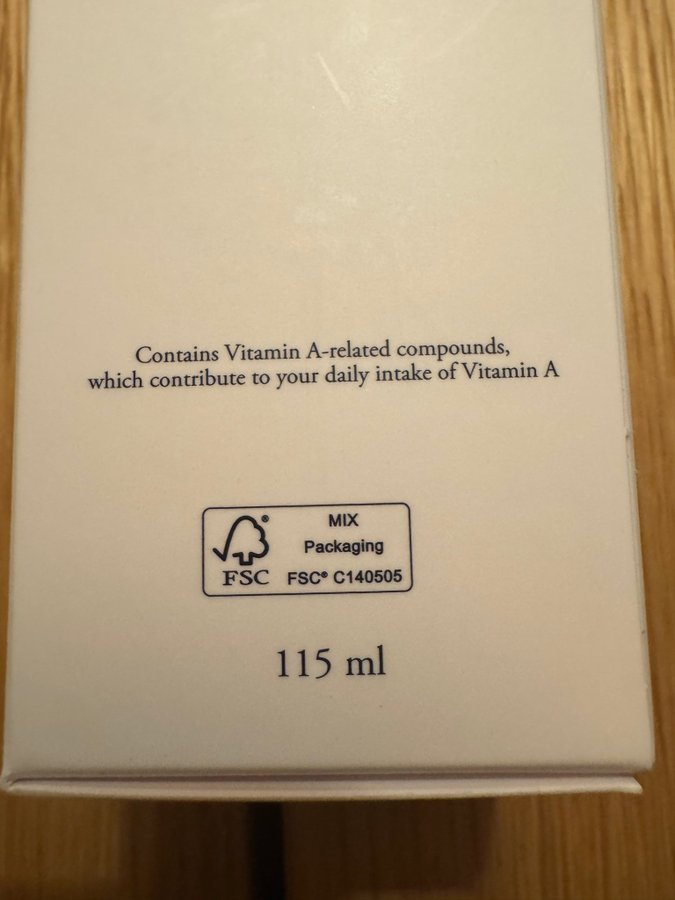 Contains Vitamin A-related compounds,
which contribute to your daily intake of Vitamin A
®
FSC
MIX
Packaging
FSC® C140505
115 ml